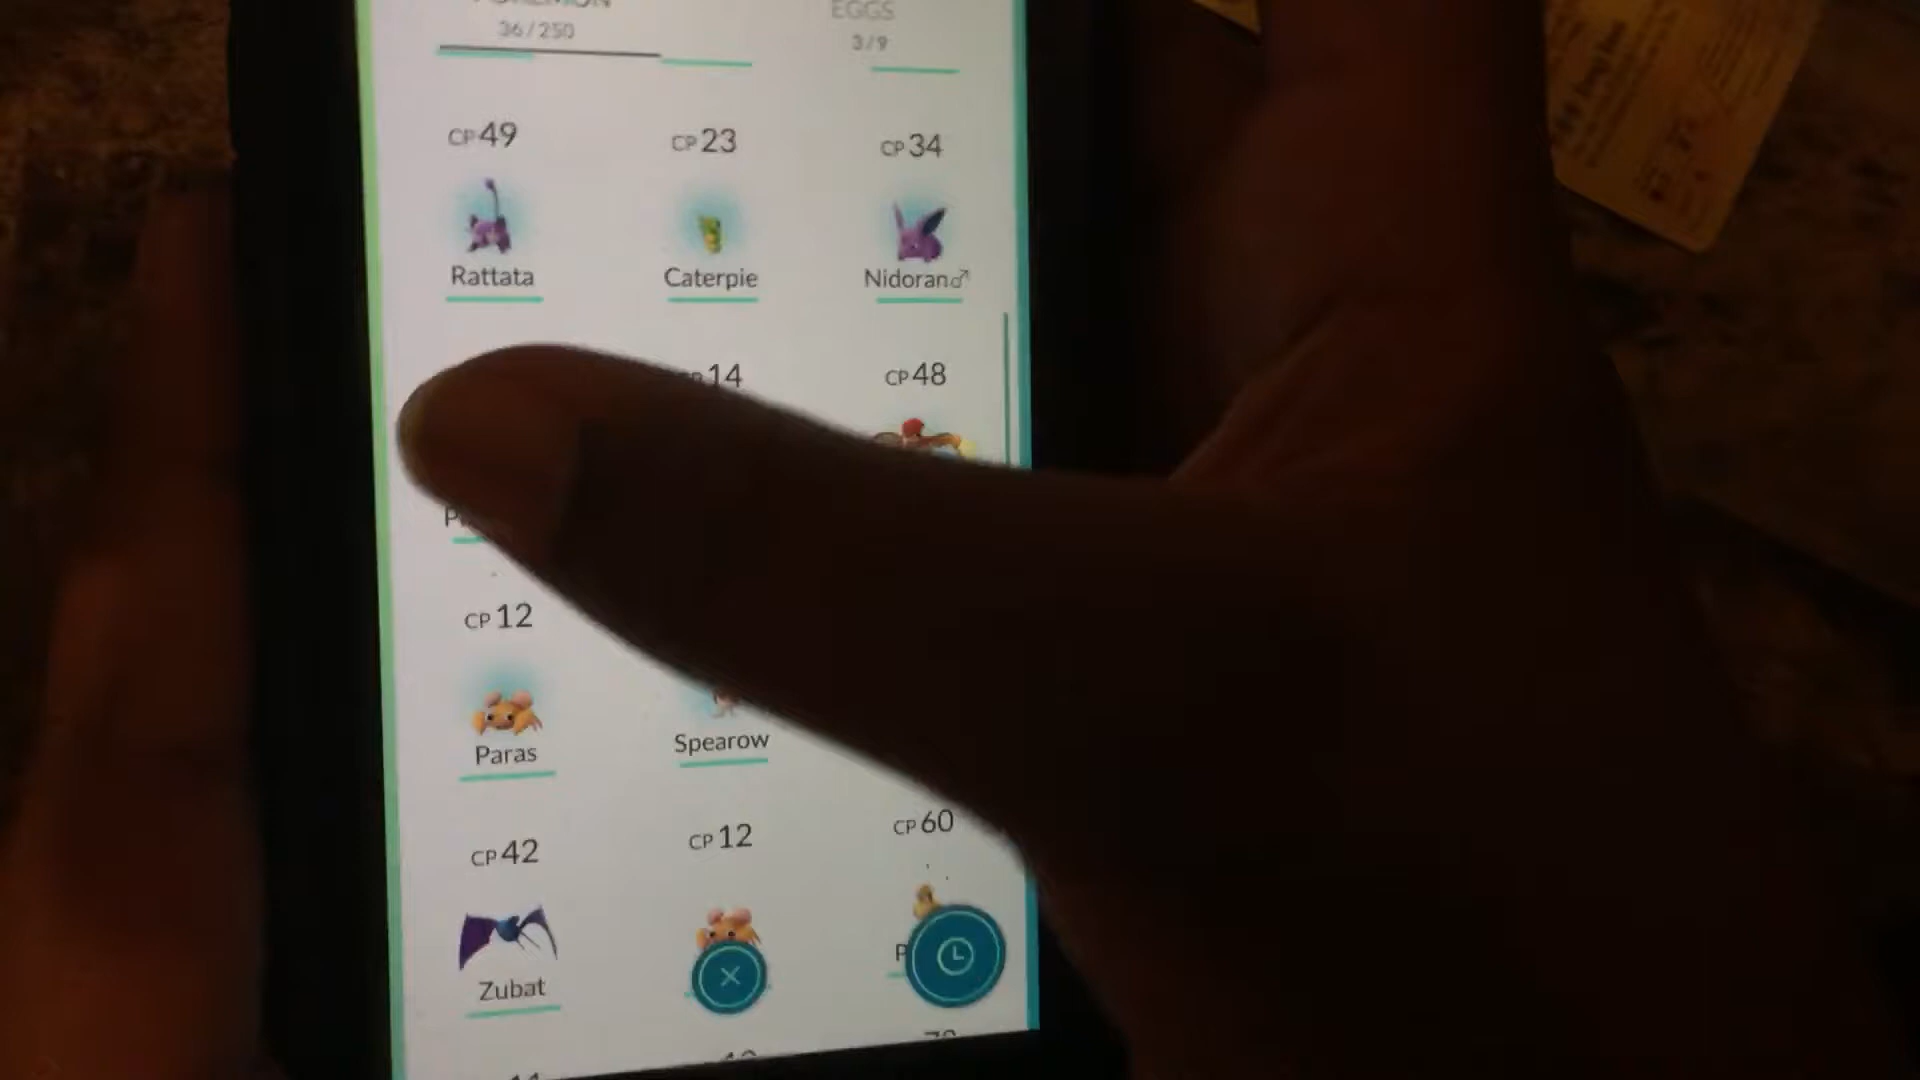 POKÉMON EGGS
36/250 3/9
CP49 CP23 CP34
Rattata Caterpie Nidoran♂
14 CP48
CP12
Paras Spearow
CP42 CP12 CP60
Zubat